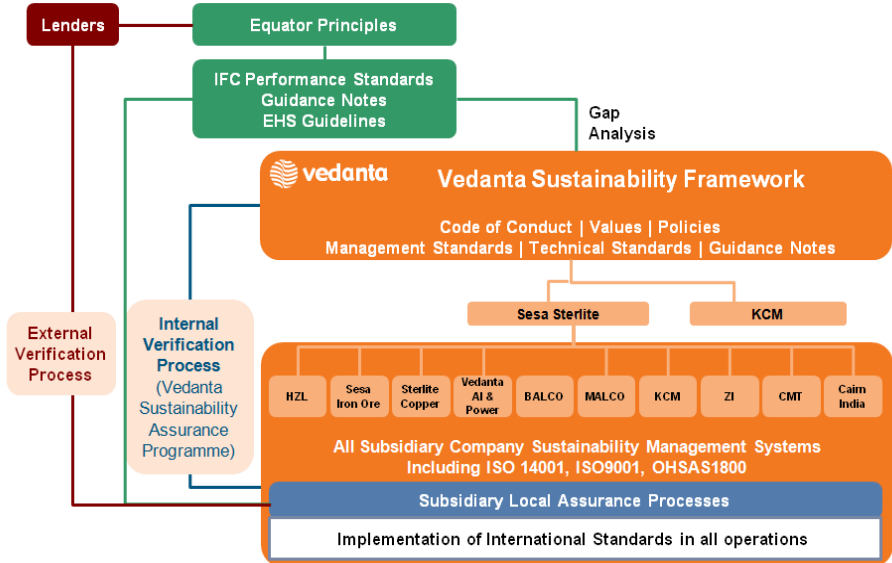 Lenders
Equator Principles
IFC Performance Standards
Guidance Notes
EHS Guidelines
Gap
Analysis
vedanta
Vedanta Sustainability Framework
Code of Conduct | Values | Policies
Management Standards | Technical Standards | Guidance Notes
Sesa Sterlite
KCM
External
Verification
Process
Internal
Verification
Process
(Vedanta
Sustainability
Assurance
Programme)
HZL
Sesa
Iron Ore
Sterlite
Copper
Vedanta
Al &
Power
BALCO
MALCO
KCM
ZI
CMT
Cairn
India
All Subsidiary Company Sustainability Management Systems
Including ISO 14001, ISO9001, OHSAS1800
Subsidiary Local Assurance Processes
Implementation of International Standards in all operations